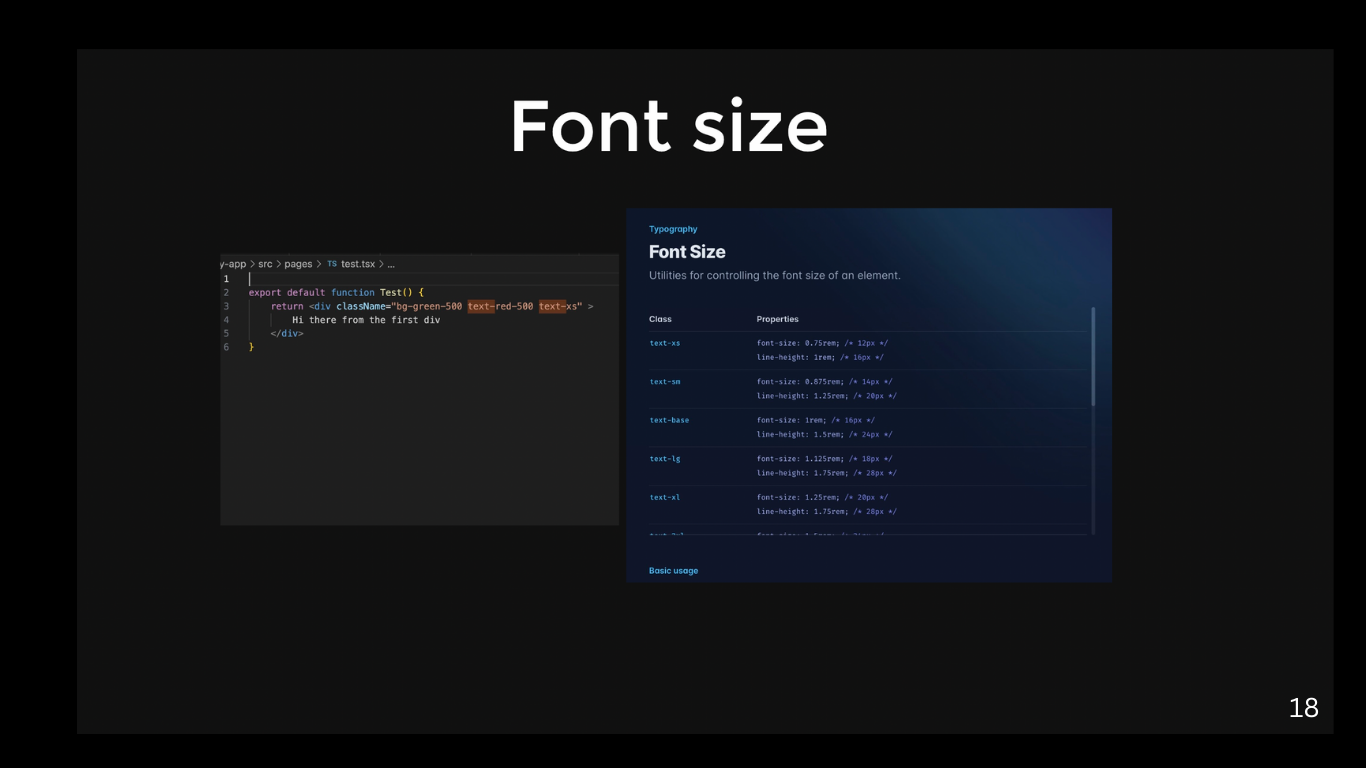 Font size
y-app > src > pages > TS test.tsx > ...
1
2 export default function Test() {
3 return <div className="bg-green-500 text-red-500 text-xs" >
4 Hi there from the first div
5 </div>
6 }
Typography
Font Size
Utilities for controlling the font size of an element.
Class Properties
text-xs font-size: 0.75rem; /* 12px */
line-height: 1rem; /* 16px */
text-sm font-size: 0.875rem; /* 14px */
line-height: 1.25rem; /* 20px */
text-base font-size: 1rem; /* 16px */
line-height: 1.5rem; /* 24px */
text-lg font-size: 1.125rem; /* 18px */
line-height: 1.75rem; /* 28px */
text-xl font-size: 1.25rem; /* 20px */
line-height: 1.75rem; /* 28px */
Basic usage
18